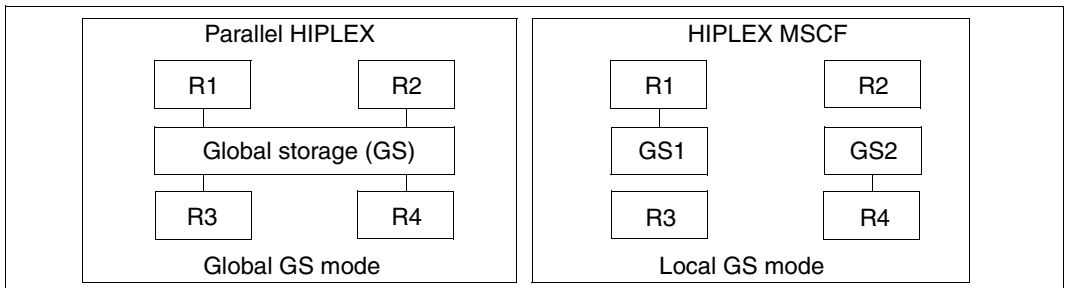 Parallel HIPLEX
R1 R2
Global storage (GS)
R3 R4
Global GS mode
HIPLEX MSCF
R1 R2
GS1 GS2
R3 R4
Local GS mode